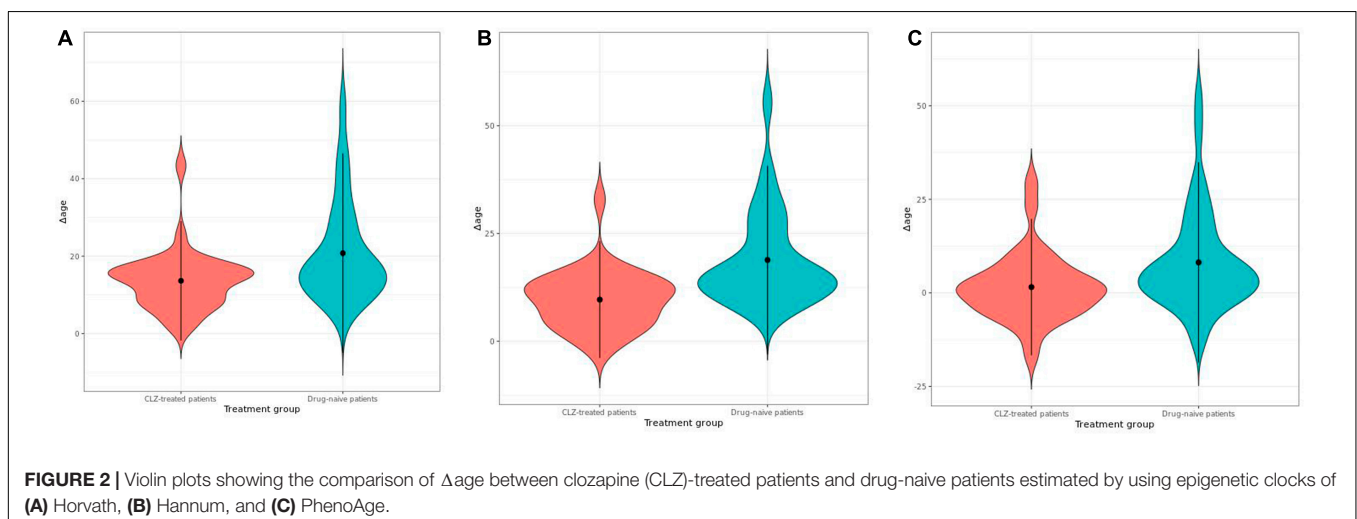 A
B
C
60
40
20
0
Δage
CLZ-treated patients
Drug-naive patients
Treatment group
50
25
0
Δage
CLZ-treated patients
Drug-naive patients
Treatment group
50
25
0
-25
Δage
CLZ-treated patients
Drug-naive patients
Treatment group
FIGURE 2 | Violin plots showing the comparison of Δage between clozapine (CLZ)-treated patients and drug-naive patients estimated by using epigenetic clocks of
(A) Horvath, (B) Hannum, and (C) PhenoAge.